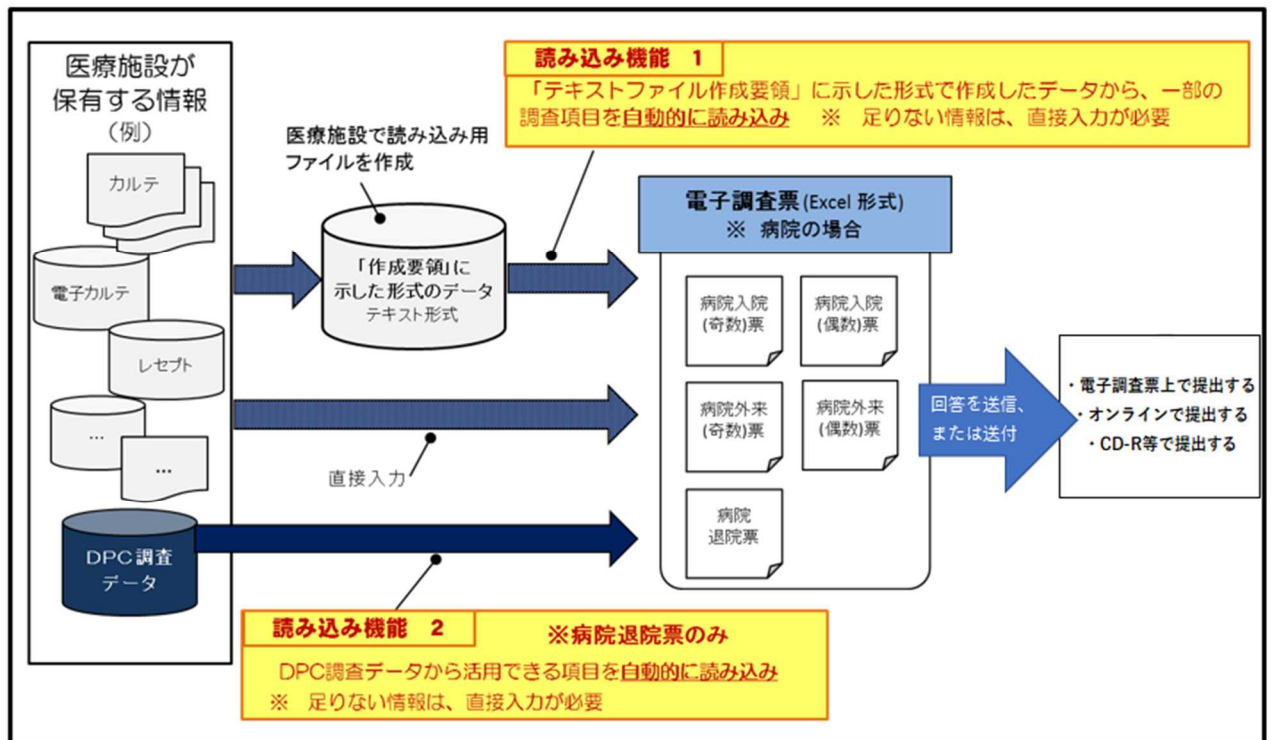 医療施設が
保有する情報
（例）
カルテ
電子カルテ
レセプト
…
…
DPC調査
データ
医療施設で読み込み用
ファイルを作成
「作成要領」に
示した形式のデータ
テキスト形式
読み込み機能　1
「テキストファイル作成要領」に示した形式で作成したデータから、一部の
調査項目を自動的に読み込み　※　足りない情報は、直接入力が必要
直接入力
電子調査票(Excel 形式)
※　病院の場合
病院入院
(奇数)票
病院入院
(偶数)票
病院外来
(奇数)票
病院外来
(偶数)票
病院
退院票
回答を送信、
または送付
・電子調査票上で提出する
・オンラインで提出する
・CD-R等で提出する
読み込み機能　2
※病院退院票のみ
DPC調査データから活用できる項目を自動的に読み込み
※　足りない情報は、直接入力が必要